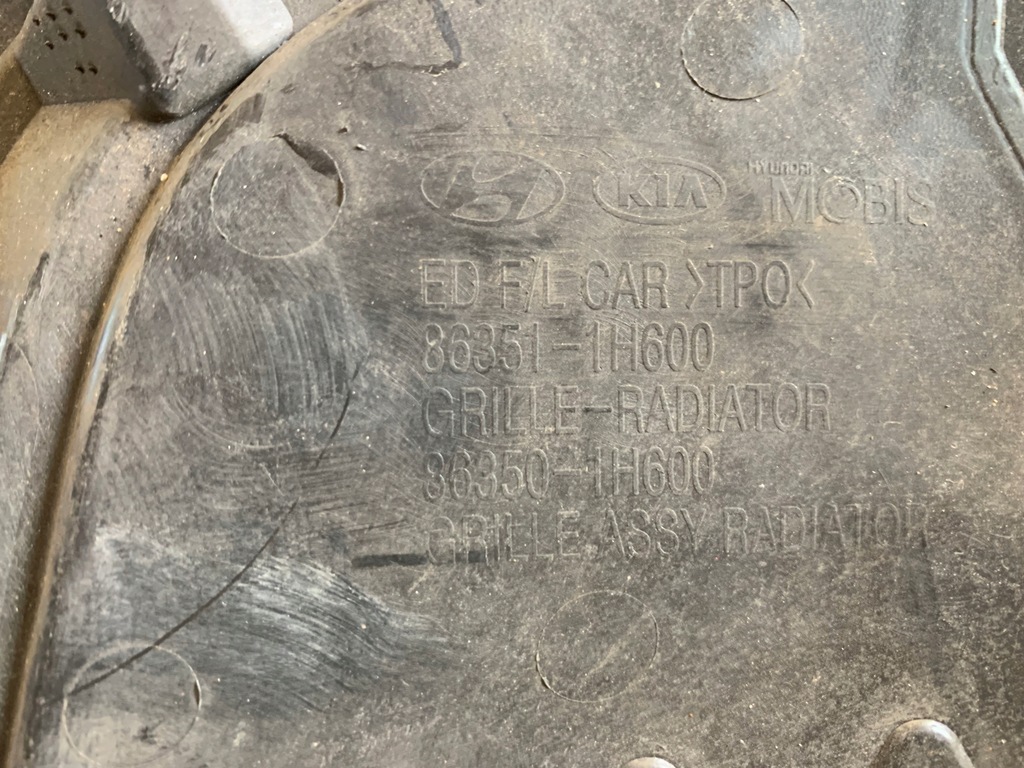 KIA HYUNDAI MOBIS
ED F/L CAR >TPO<
86351-1H600
GRILLE-RADIATOR
86350-1H600
GRILLE ASSY RADIATOR